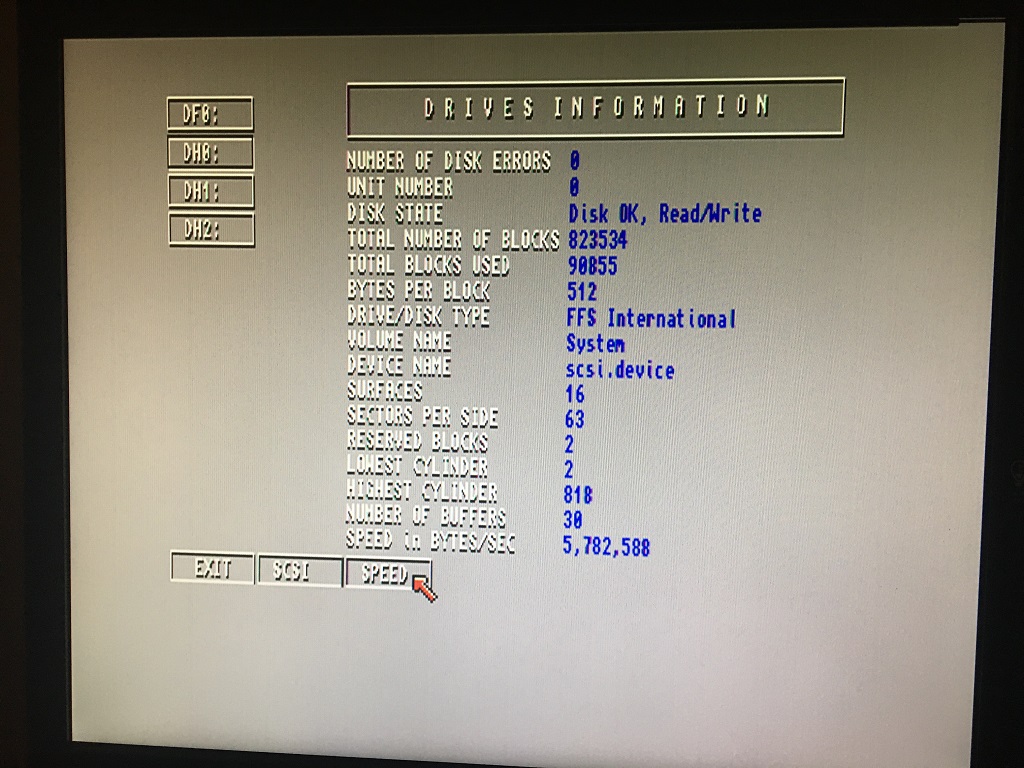 DRIVES INFORMATION
DF0:
DH0:
DH1:
DH2:
NUMBER OF DISK ERRORS 0
UNIT NUMBER 0
DISK STATE Disk OK, Read/Write
TOTAL NUMBER OF BLOCKS 823534
TOTAL BLOCKS USED 90855
BYTES PER BLOCK 512
DRIVE/DISK TYPE FFS International
VOLUME NAME System
DEVICE NAME scsi.device
SURFACES 16
SECTORS PER SIDE 63
RESERVED BLOCKS 2
LOWEST CYLINDER 2
HIGHEST CYLINDER 818
NUMBER OF BUFFERS 30
SPEED in BYTES/SEC 5,782,588
EXIT SCSI SPEED